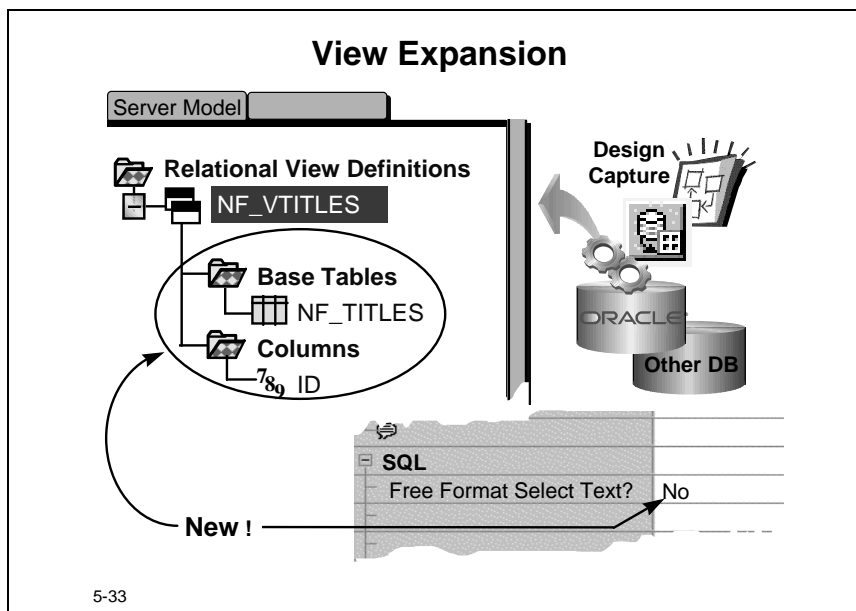 View Expansion
Server Model
Relational View Definitions
NF_VTITLES
Base Tables
NF_TITLES
Columns
789 ID
Design
Capture
ORACLE
Other DB
SQL
Free Format Select Text?
No
New !
5-33